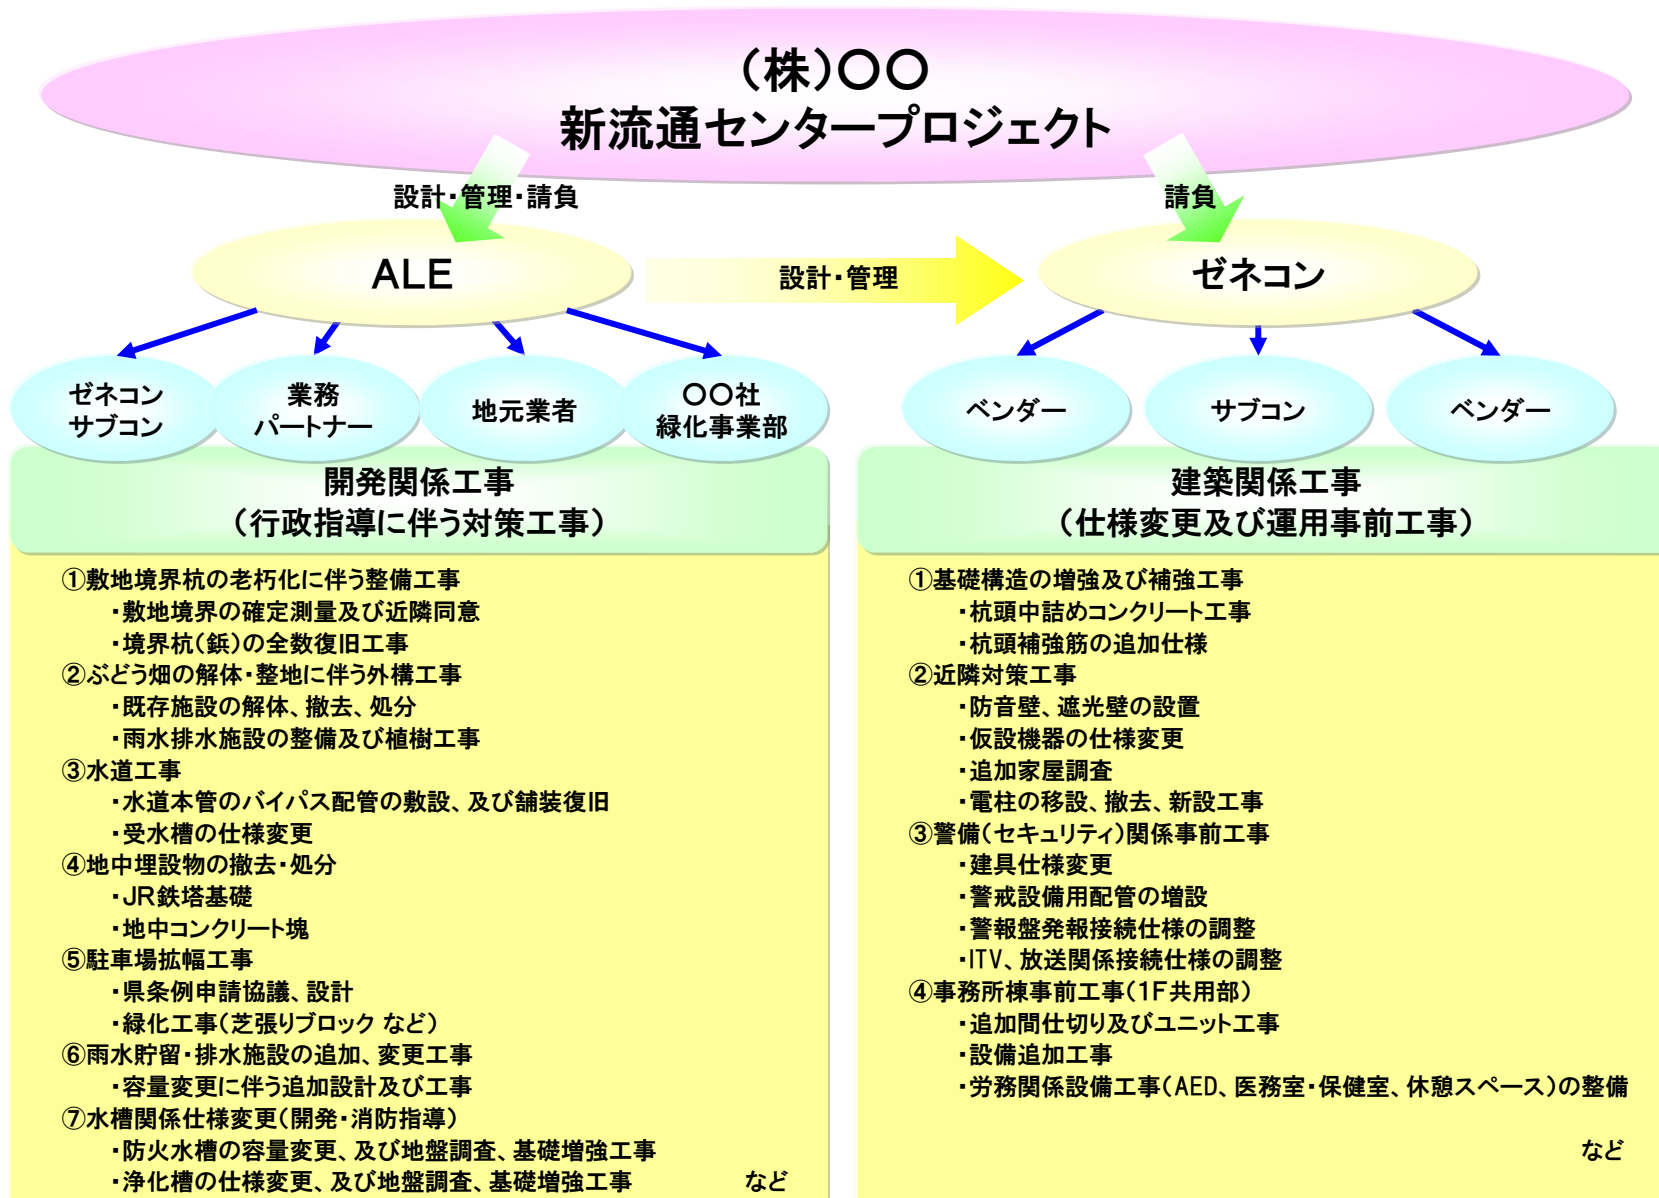 (株)〇〇
新流通センタープロジェクト
設計・管理・請負
請負
ALE
設計・管理
ゼネコン
ゼネコン
サブコン
業務
パートナー
地元業者
〇〇社
緑化事業部
ベンダー
サブコン
ベンダー
開発関係工事
(行政指導に伴う対策工事)
①敷地境界杭の老朽化に伴う整備工事
・敷地境界の確定測量及び近隣同意
・境界杭(鋲)の全数復旧工事
②ぶどう畑の解体・整地に伴う外構工事
・既存施設の解体、撤去、処分
・雨水排水施設の整備及び植樹工事
③水道工事
・水道本管のバイパス配管の敷設、及び舗装復旧
・受水槽の仕様変更
④地中埋設物の撤去・処分
・JR鉄塔基礎
・地中コンクリート塊
⑤駐車場拡幅工事
・県条例申請協議、設計
・緑化工事(芝張りブロック など)
⑥雨水貯留・排水施設の追加、変更工事
・容量変更に伴う追加設計及び工事
⑦水槽関係仕様変更(開発・消防指導)
・防火水槽の容量変更、及び地盤調査、基礎増強工事
・浄化槽の仕様変更、及び地盤調査、基礎増強工事 など
建築関係工事
(仕様変更及び運用事前工事)
①基礎構造の増強及び補強工事
・杭頭中詰めコンクリート工事
・杭頭補強筋の追加仕様
②近隣対策工事
・防音壁、遮光壁の設置
・仮設機器の仕様変更
・追加家屋調査
・電柱の移設、撤去、新設工事
③警備(セキュリティ)関係事前工事
・建具仕様変更
・警戒設備用配管の増設
・警報盤発報接続仕様の調整
・ITV、放送関係接続仕様の調整
④事務所棟事前工事(1F共用部)
・追加間仕切り及びユニット工事
・設備追加工事
・労務関係設備工事(AED、医務室・保健室、休憩スペース)の整備
など